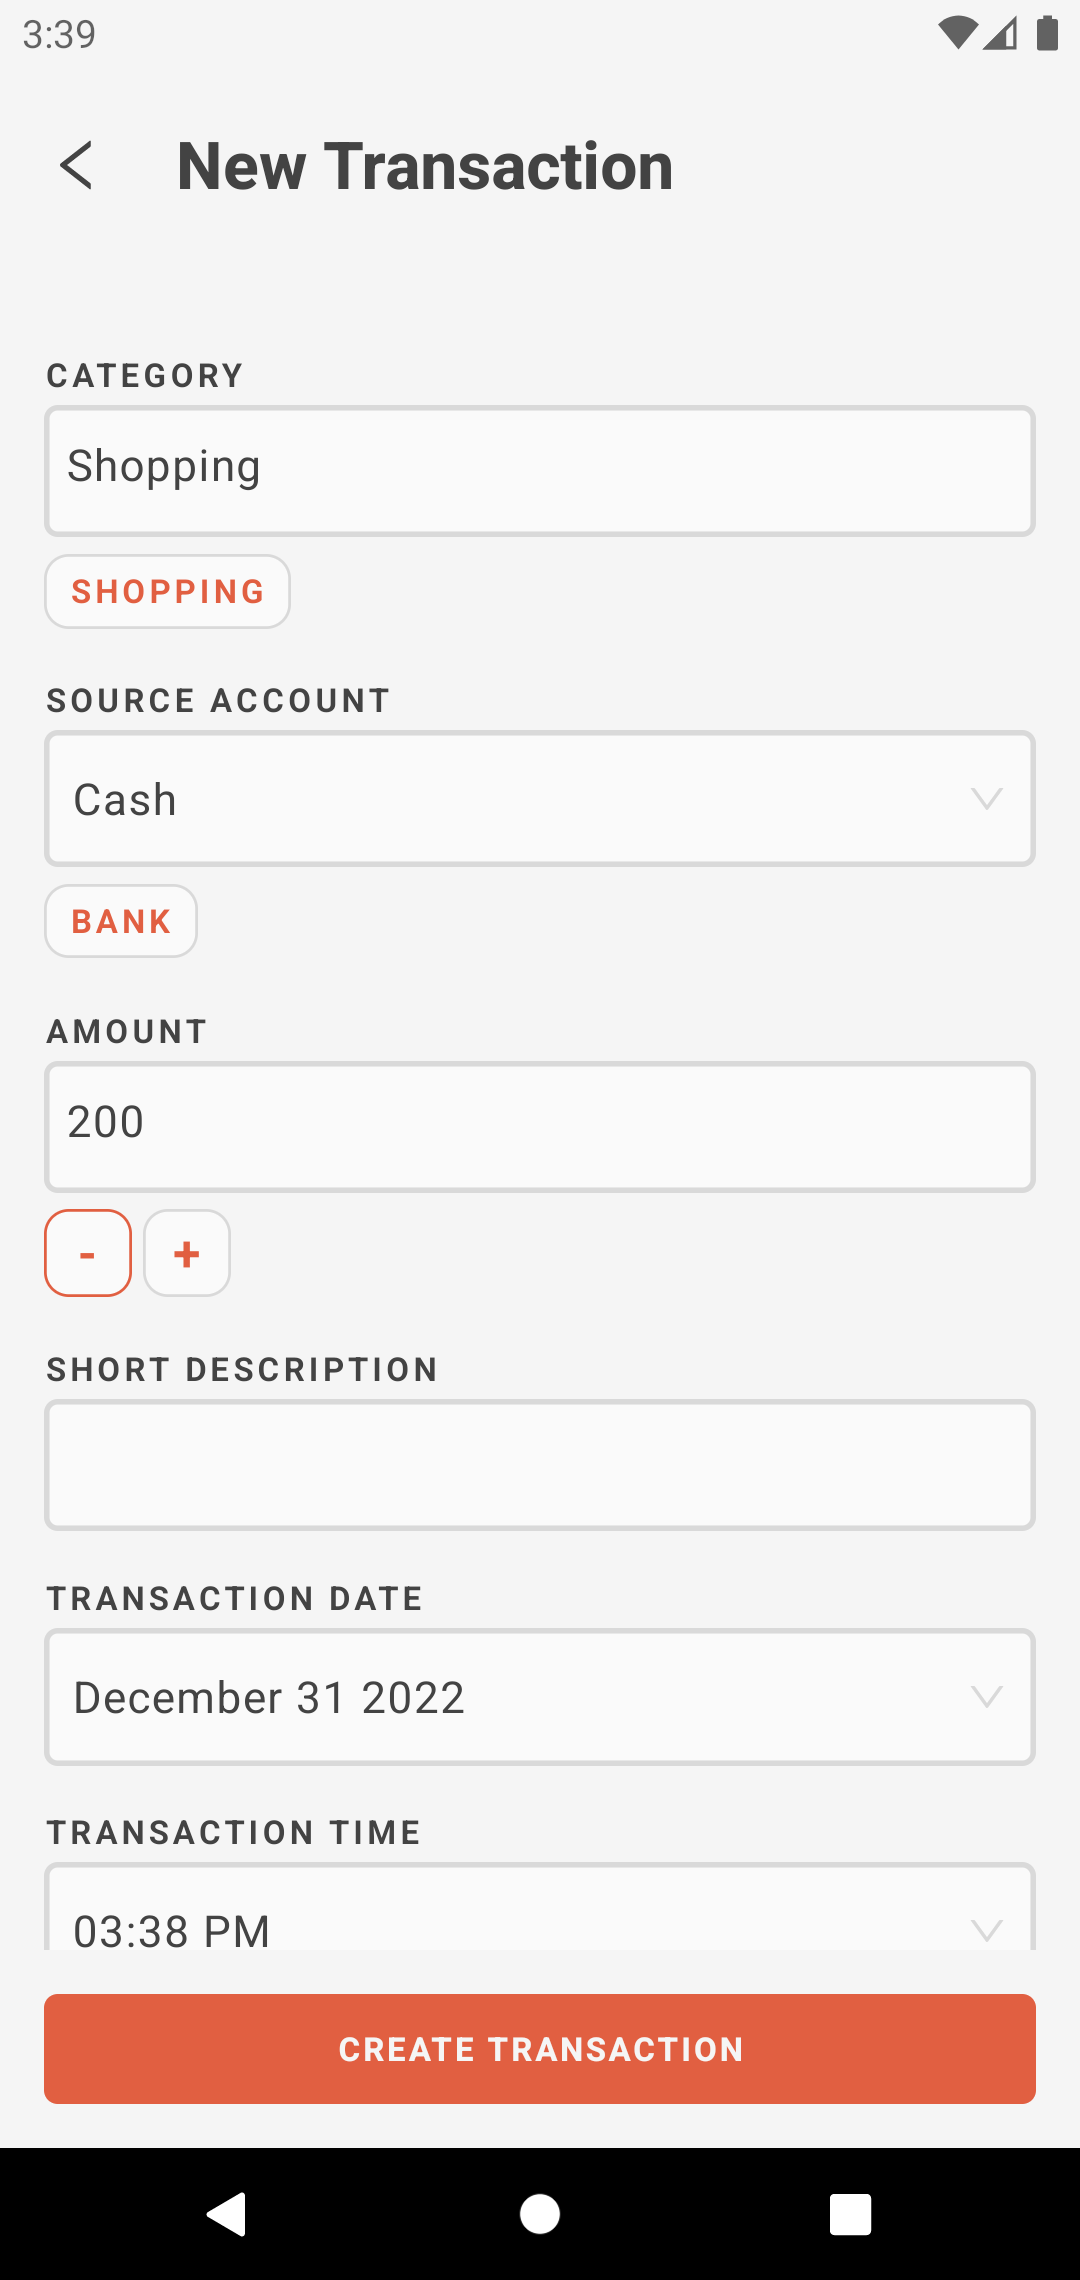 3:39
New Transaction
CATEGORY
Shopping
SHOPPING
SOURCE ACCOUNT
Cash
BANK
AMOUNT
200
- +
SHORT DESCRIPTION
TRANSACTION DATE
December 31 2022
TRANSACTION TIME
03:38 PM
CREATE TRANSACTION